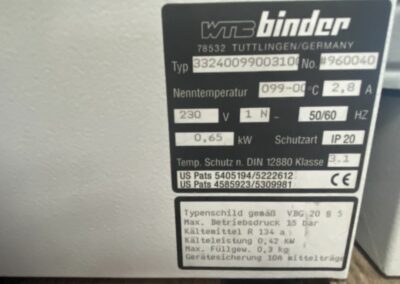 WTB binder
78532 TUTTLINGEN/GERMANY
Typ 3324009900310( No. #960040
Nenntemperatur 099-00 °C 2,8 A
230 V 1 N ~ 50/60 HZ
0,65 kW Schutzart IP 20
Temp. Schutz n. DIN 12880 Klasse 3.1
US Pats 5405194/5222612
US Pats 4585923/5309981 CE
Typenschild gemäß VBG 20 § 5
Max. Betriebsdruck 15 bar
Kältemittel R 134 a
Kälteleistung 0,42 KW
Max. Füllgew. 0,3 kg
Gerätesicherung 10A mittelträge